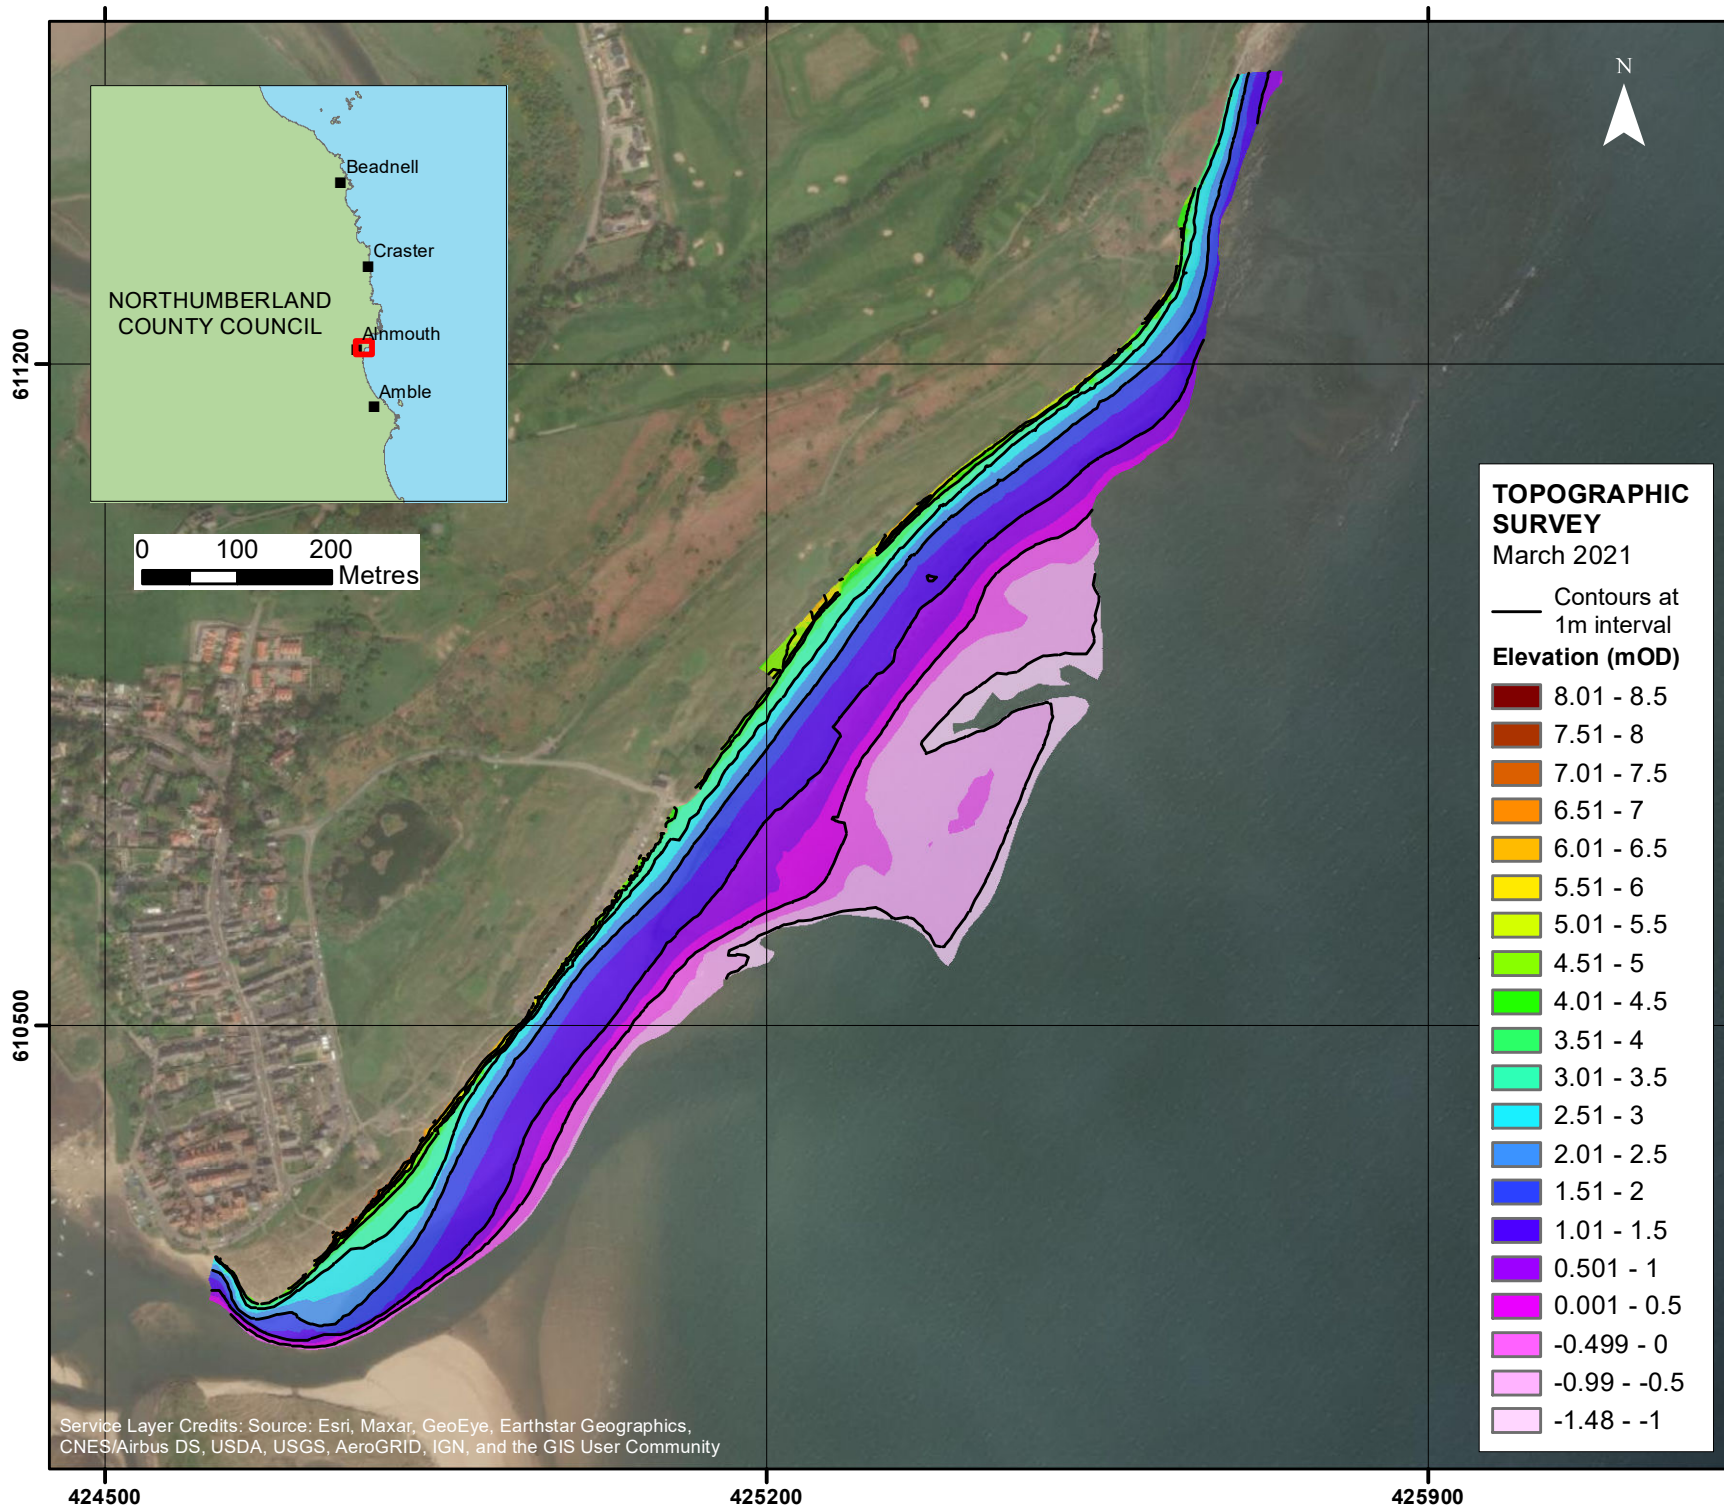 N
Beadnell
Craster
NORTHUMBERLAND
COUNTY COUNCIL
Alnmouth
Amble
0 100 200
Metres
611200
610500
TOPOGRAPHIC
SURVEY
March 2021
Contours at
1m interval
Elevation (mOD)
8.01 - 8.5
7.51 - 8
7.01 - 7.5
6.51 - 7
6.01 - 6.5
5.51 - 6
5.01 - 5.5
4.51 - 5
4.01 - 4.5
3.51 - 4
3.01 - 3.5
2.51 - 3
2.01 - 2.5
1.51 - 2
1.01 - 1.5
0.501 - 1
0.001 - 0.5
-0.499 - 0
-0.99 - -0.5
-1.48 - -1
Service Layer Credits: Source: Esri, Maxar, GeoEye, Earthstar Geographics,
CNES/Airbus DS, USDA, USGS, AeroGRID, IGN, and the GIS User Community
424500 425200 425900